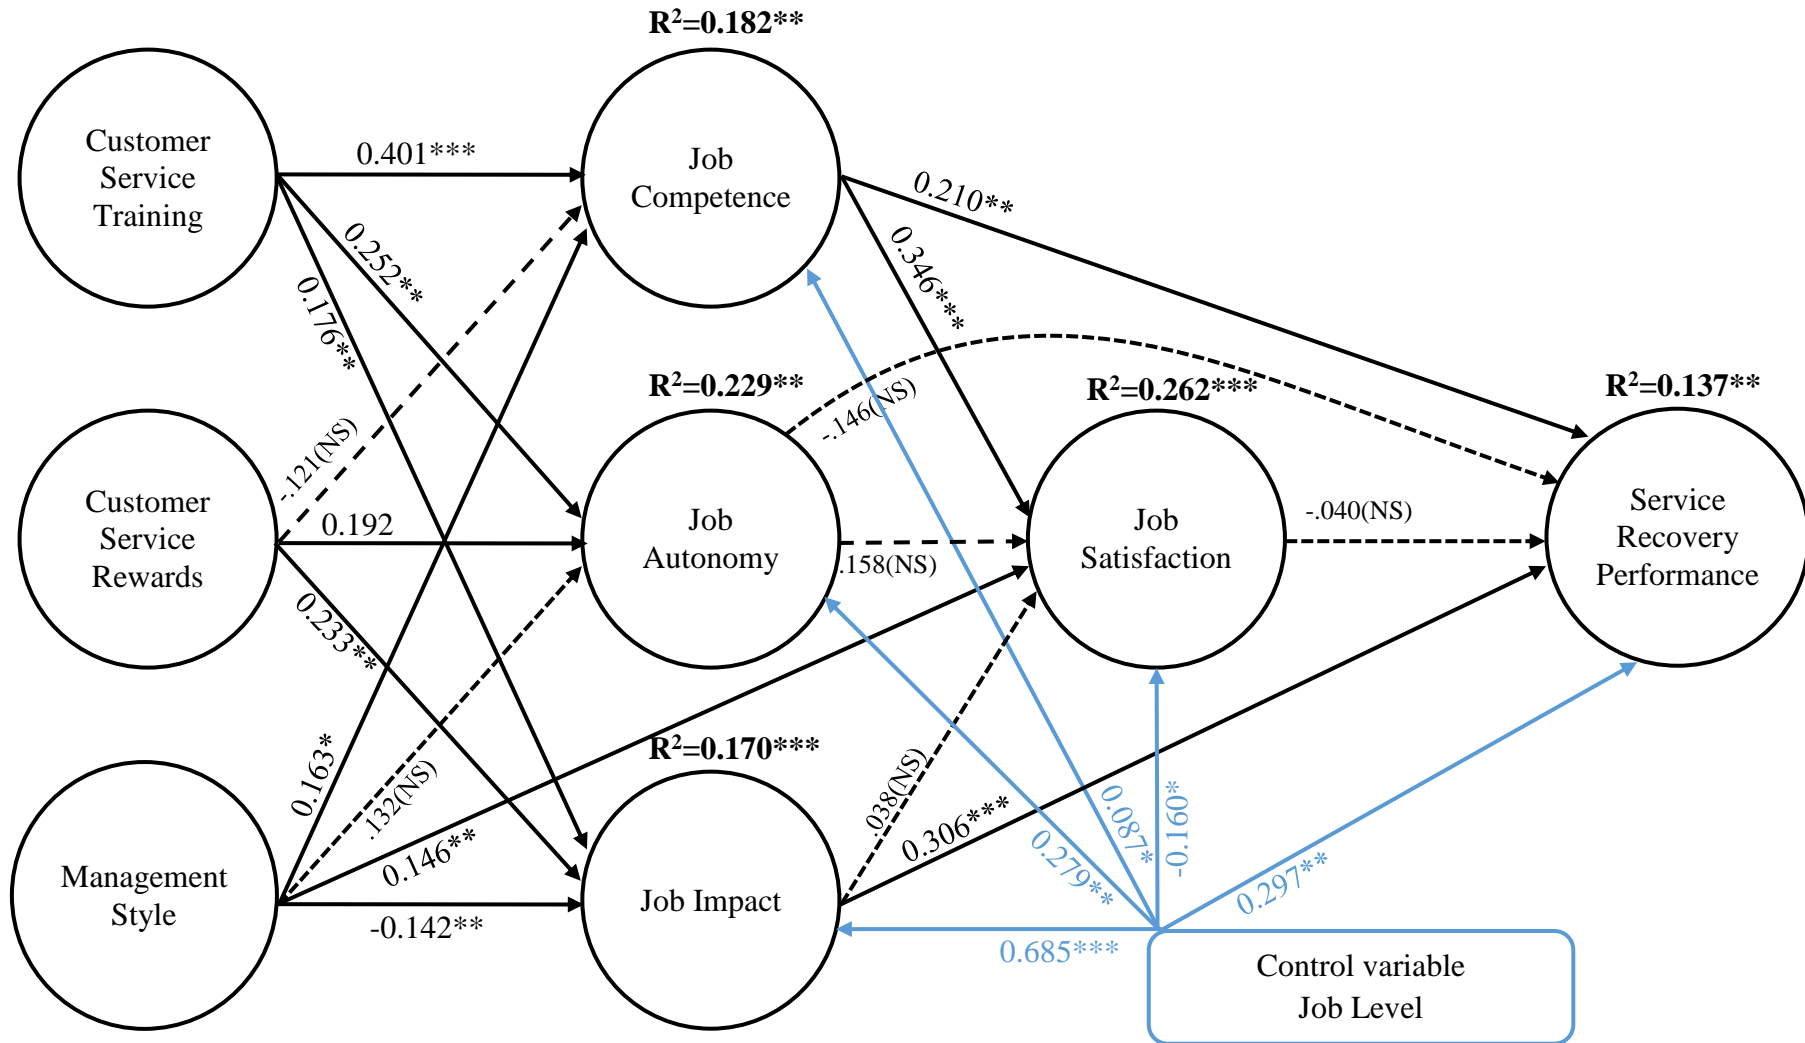 R²=0.182**
Customer
Service
Training
0.401***
Job
Competence
0.210**
0.252**
0.346***
0.176**
R²=0.229**
-.146(NS)
R²=0.262***
R²=0.137**
-.121(NS)
Customer
Service
Rewards
0.192
Job
Autonomy
.158(NS)
Job
Satisfaction
-.040(NS)
Service
Recovery
Performance
0.233**
0.163*
.132(NS)
R²=0.170***
.038(NS)
0.087*
-0.160*
0.146**
0.306***
0.279**
0.297**
Management
Style
-0.142**
Job Impact
0.685***
Control variable
Job Level